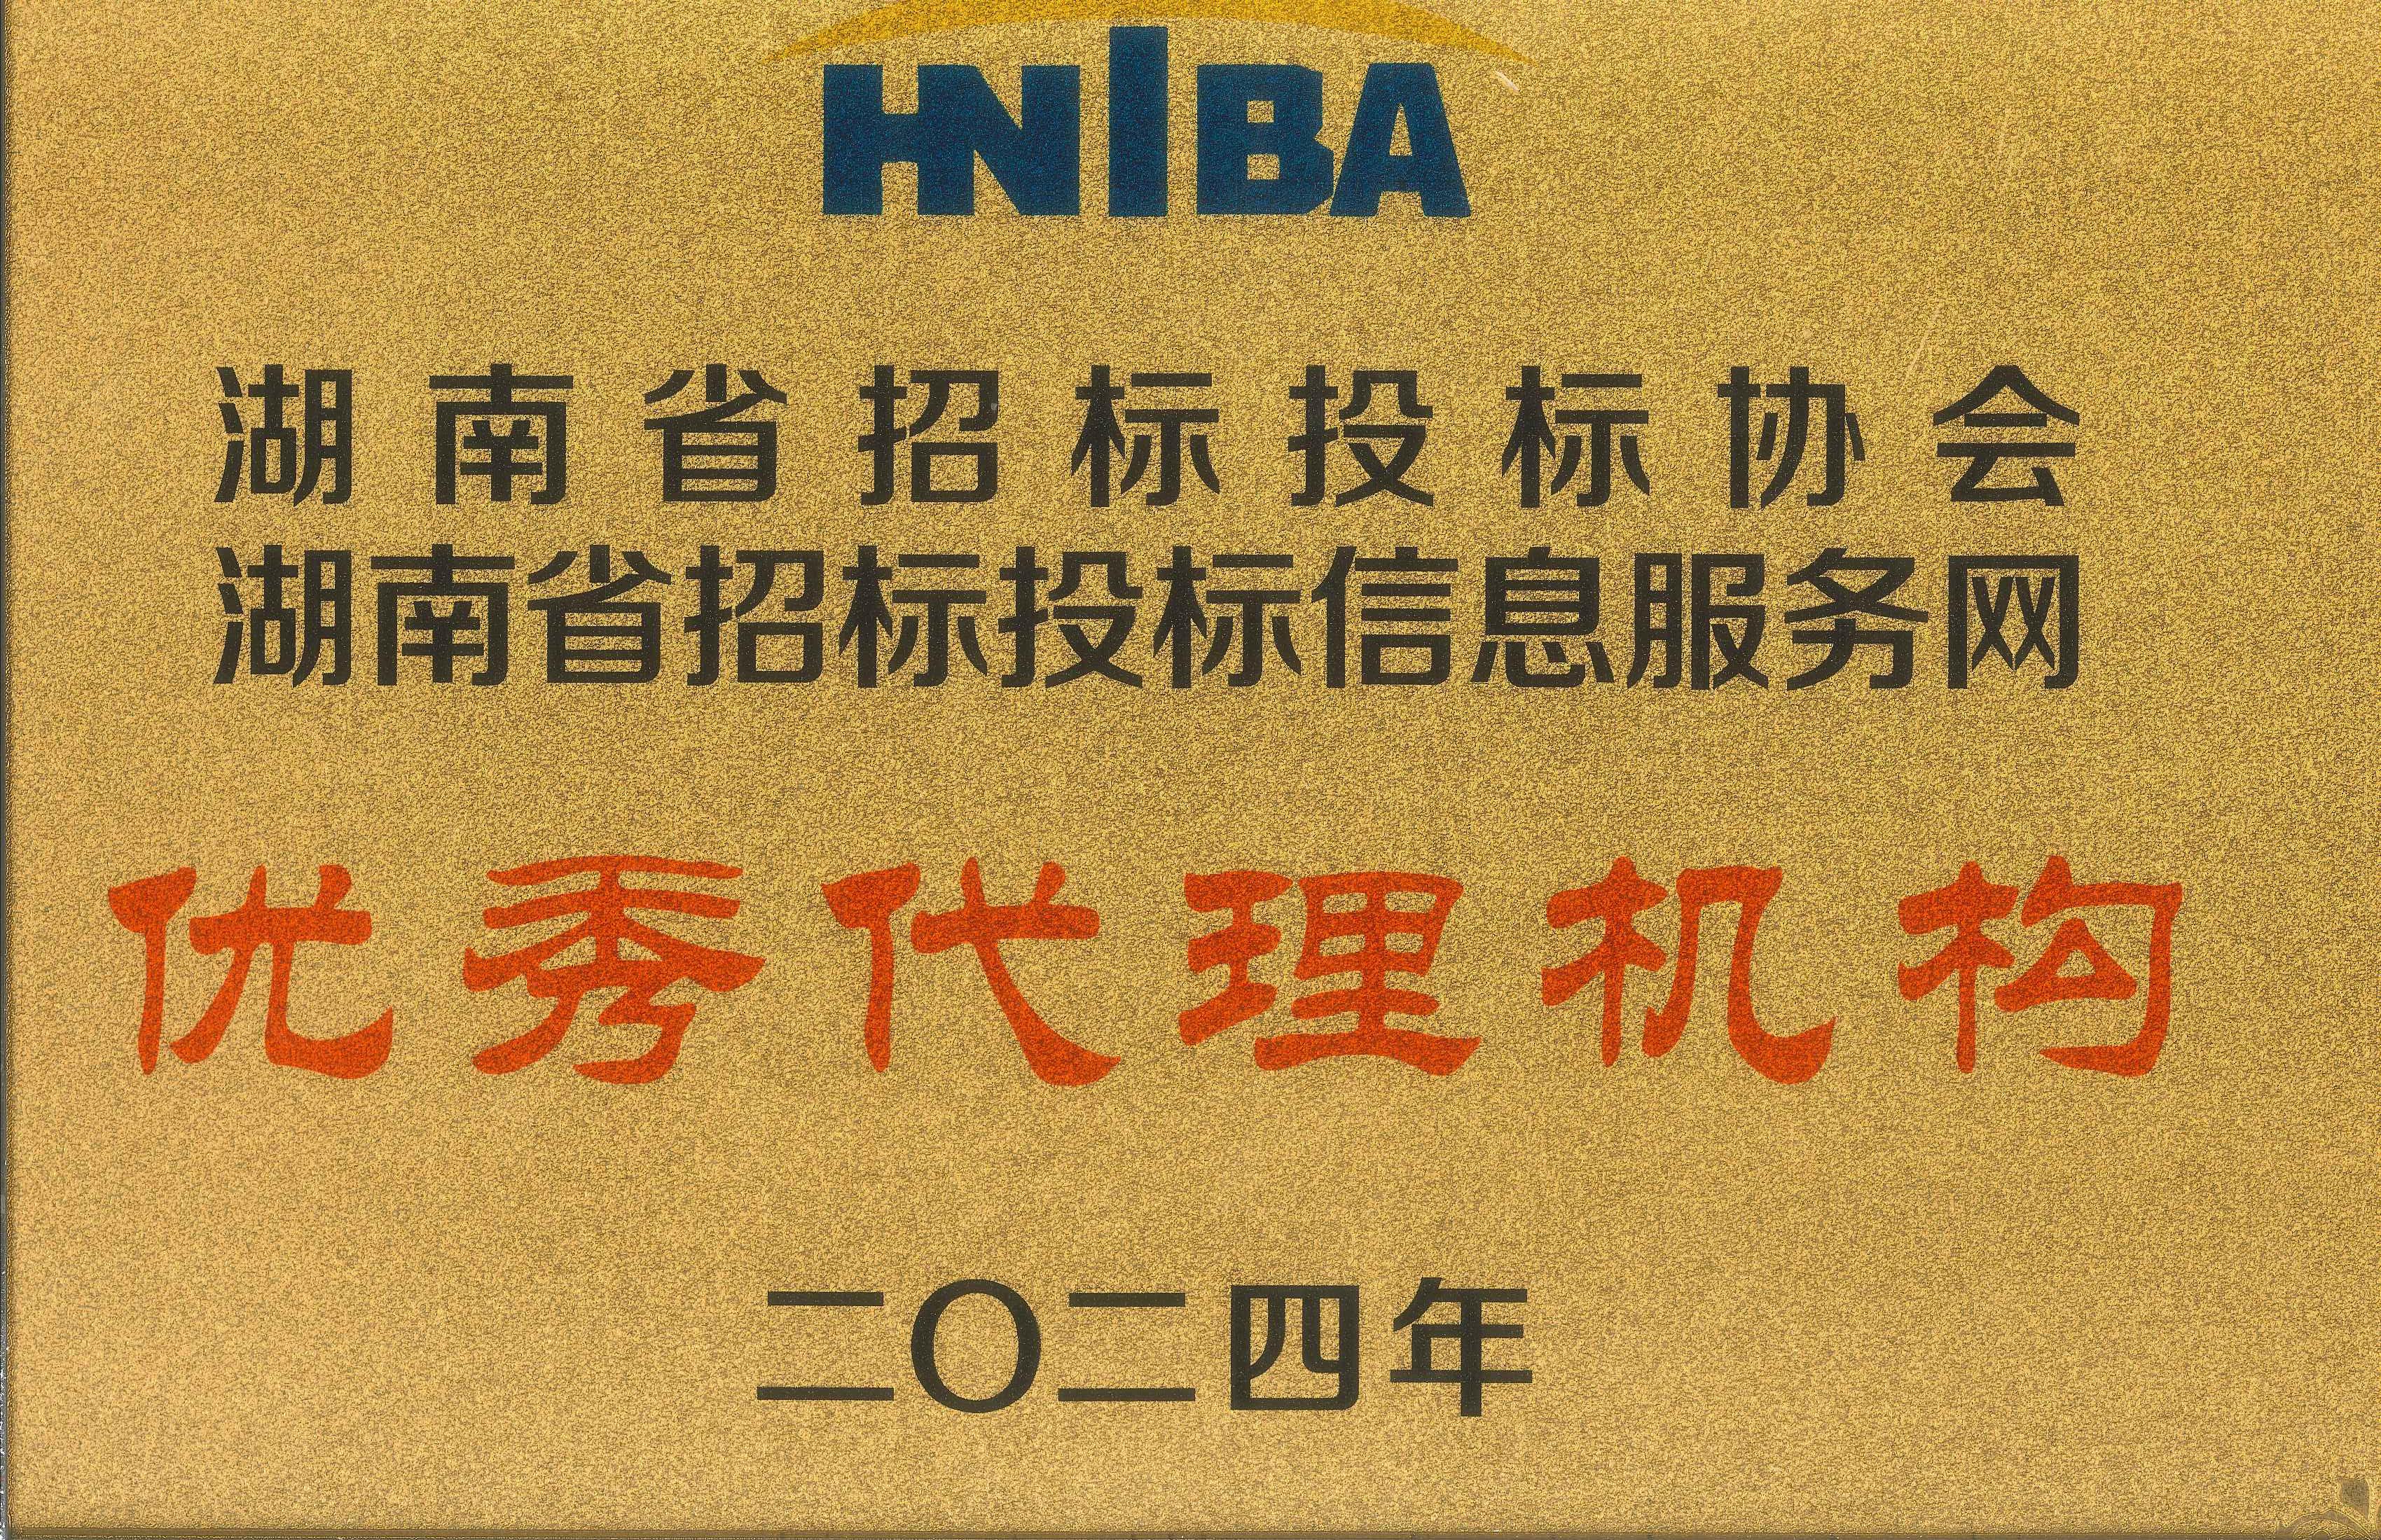 HNIBA
湖南省招标投标协会
湖南省招标投标信息服务网
优秀代理机构
二〇二四年